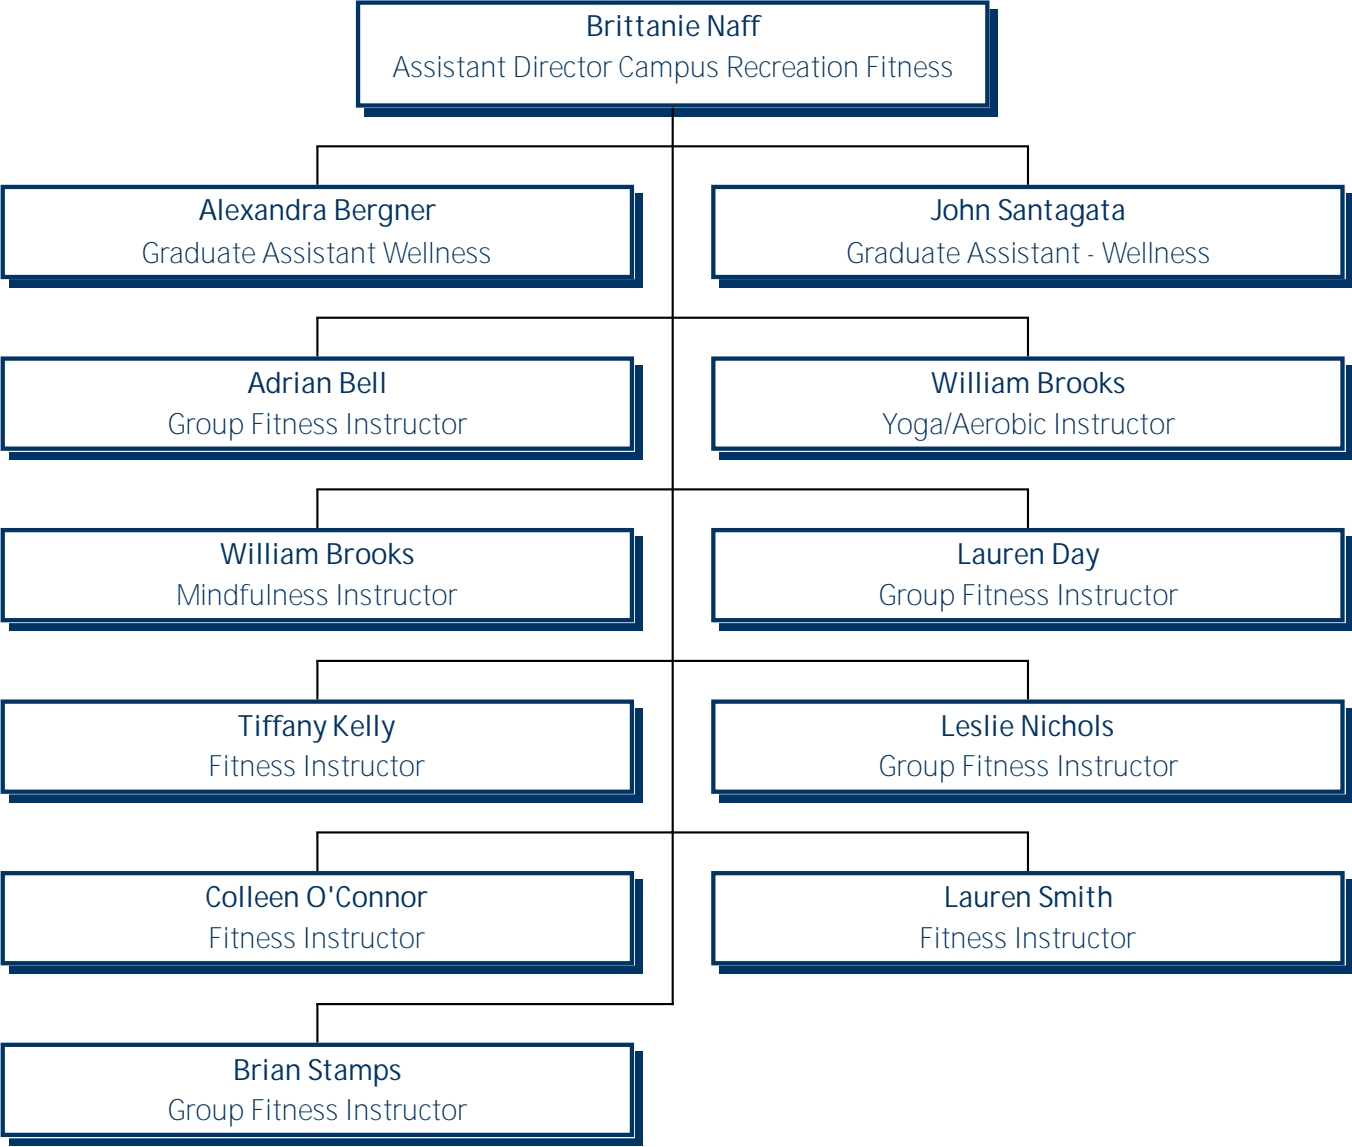 Brittanie Naff
Assistant Director Campus Recreation Fitness
Alexandra Bergner
Graduate Assistant Wellness
John Santagata
Graduate Assistant - Wellness
Adrian Bell
Group Fitness Instructor
William Brooks
Yoga/Aerobic Instructor
William Brooks
Mindfulness Instructor
Lauren Day
Group Fitness Instructor
Tiffany Kelly
Fitness Instructor
Leslie Nichols
Group Fitness Instructor
Colleen O'Connor
Fitness Instructor
Lauren Smith
Fitness Instructor
Brian Stamps
Group Fitness Instructor